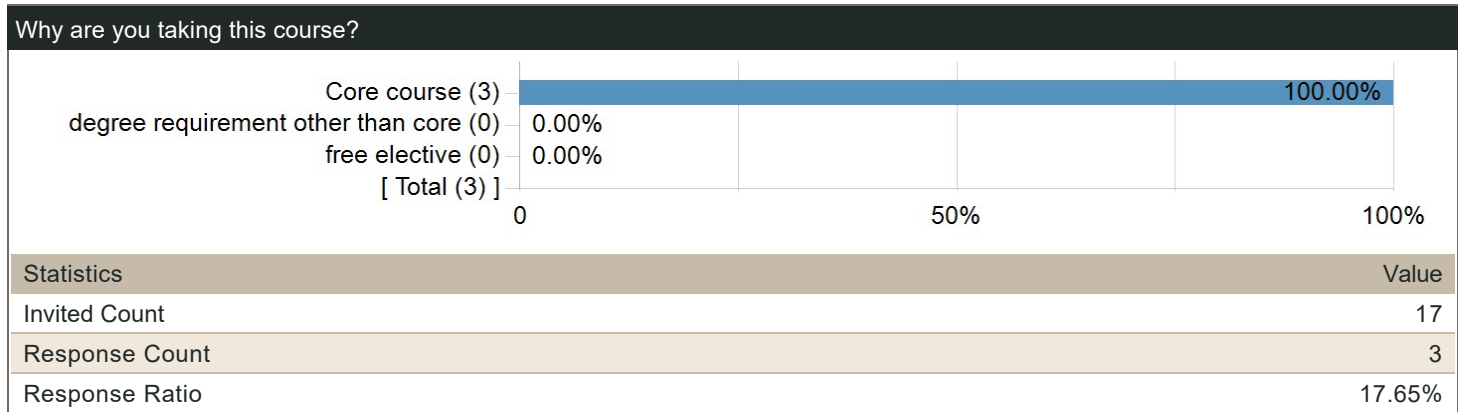 Why are you taking this course?
Core course (3) 100.00%
degree requirement other than core (0) 0.00%
free elective (0) 0.00%
[ Total (3) ]
0 50% 100%
Statistics Value
Invited Count 17
Response Count 3
Response Ratio 17.65%